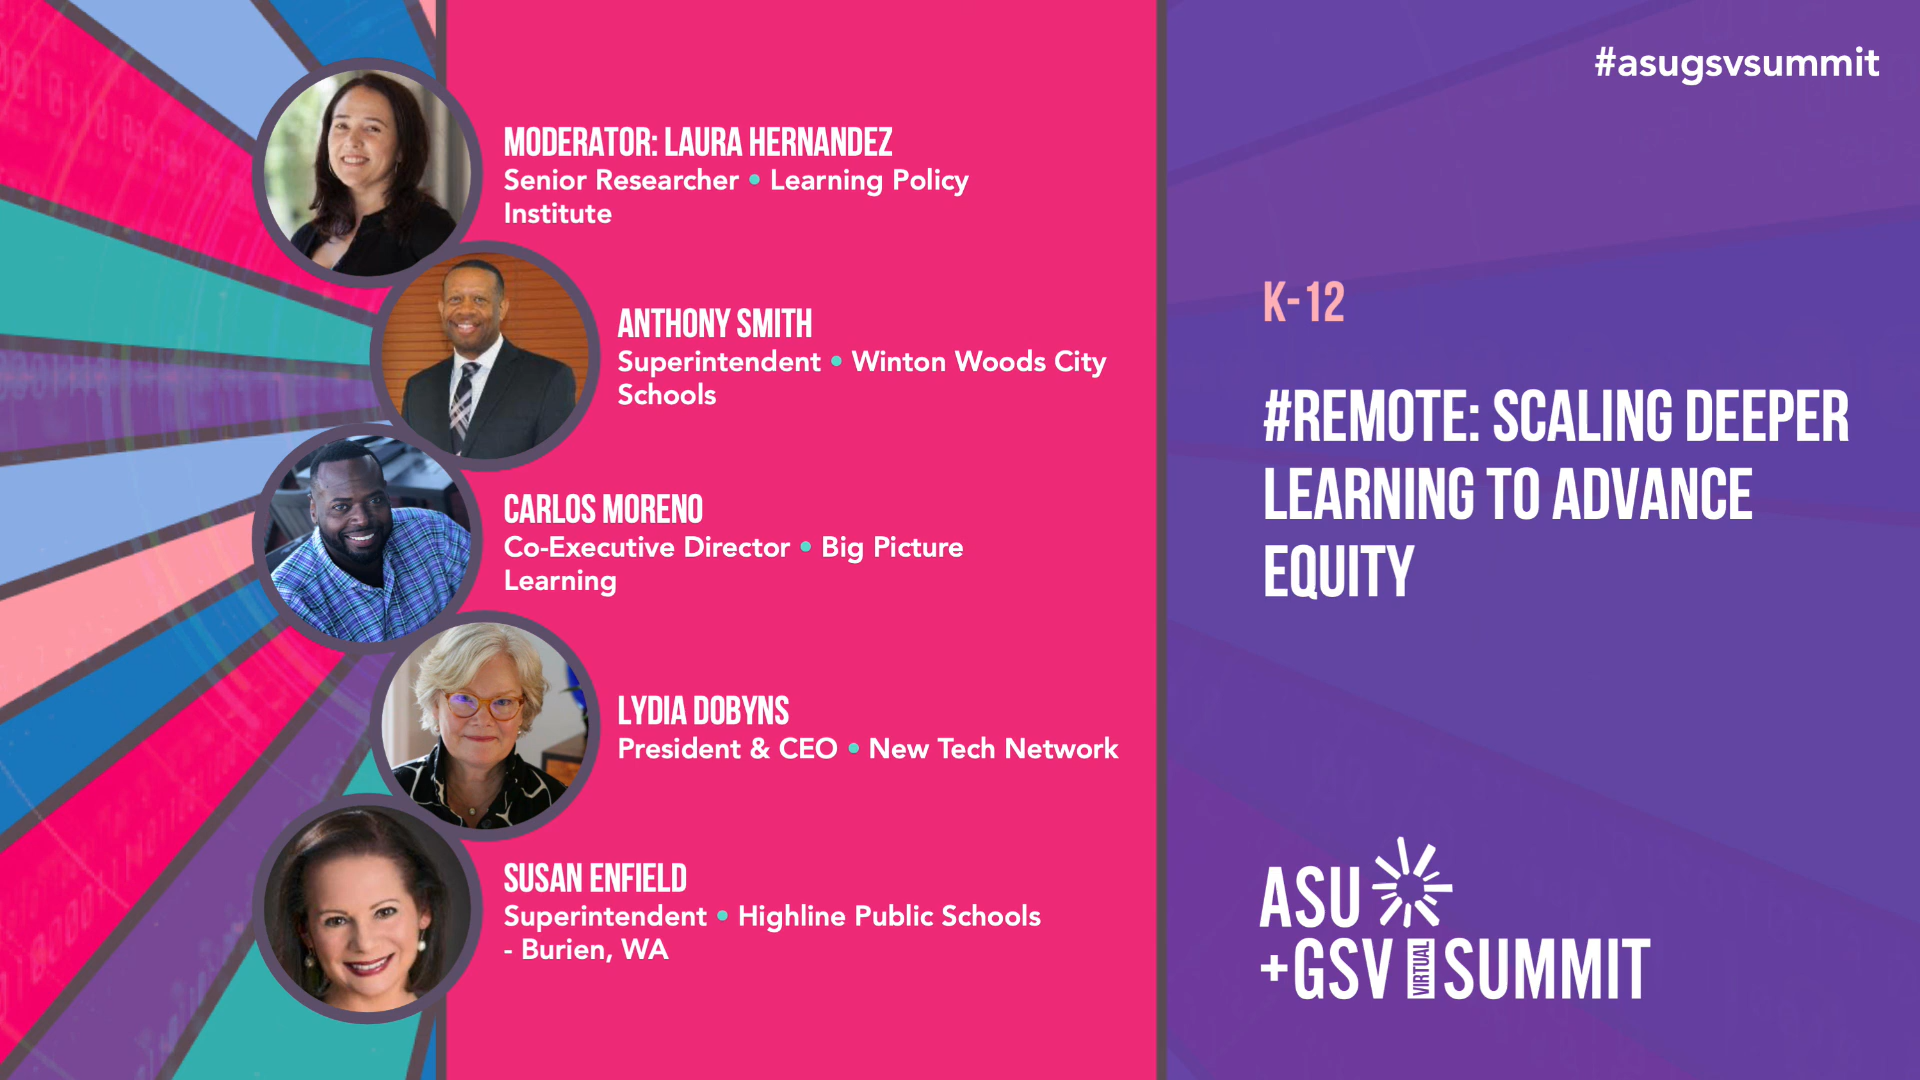 #asugsvsummit
MODERATOR: LAURA HERNANDEZ
Senior Researcher • Learning Policy
Institute
ANTHONY SMITH
Superintendent • Winton Woods City
Schools
CARLOS MORENO
Co-Executive Director • Big Picture
Learning
LYDIA DOBYNS
President & CEO • New Tech Network
SUSAN ENFIELD
Superintendent • Highline Public Schools
- Burien, WA
K-12
#REMOTE: SCALING DEEPER
LEARNING TO ADVANCE
EQUITY
ASU
+GSV VIRTUAL SUMMIT